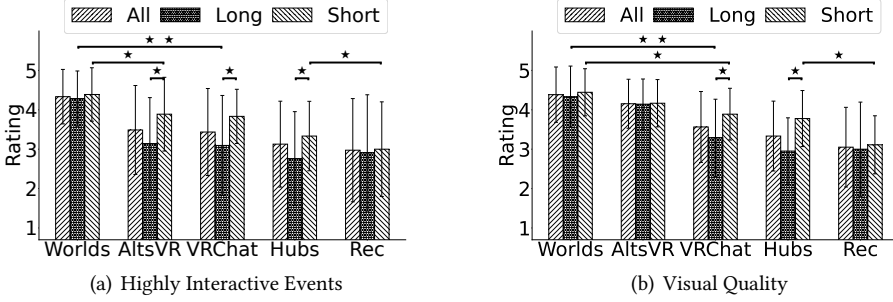 All Long Short
All Long Short
★ ★
★ ★
★ ★ ★
★ ★
★ ★
★ ★
5
4
3
2
1
Rating
Worlds AltsVR VRChat Hubs Rec
5
4
3
2
1
Rating
Worlds AltsVR VRChat Hubs Rec
(a) Highly Interactive Events
(b) Visual Quality